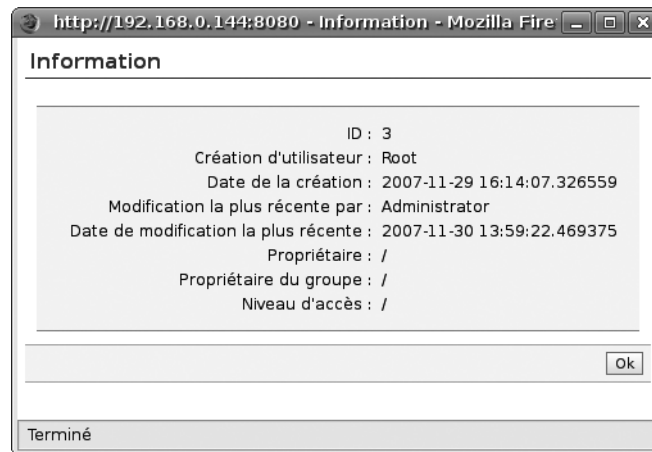 http://192.168.0.144:8080 - Information - Mozilla Fire
Information
ID : 3
Création d'utilisateur : Root
Date de la création : 2007-11-29 16:14:07.326559
Modification la plus récente par : Administrator
Date de modification la plus récente : 2007-11-30 13:59:22.469375
Propriétaire : /
Propriétaire du groupe : /
Niveau d'accès : /
Ok
Terminé